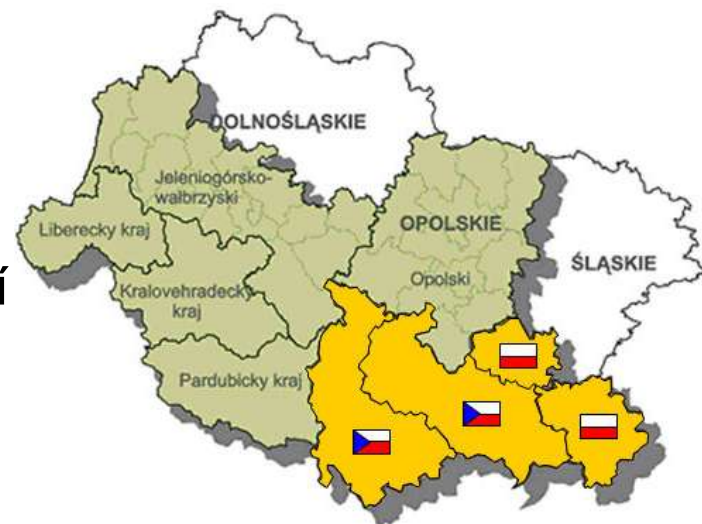 DOLNOŚLĄSKIE
Jeleniogórsko-
wałbrzyski
Liberecky kraj
OPOLSKIE
ŚLĄSKIE
Opolski
í
Kralovehradecky
kraj
Pardubicky kraj